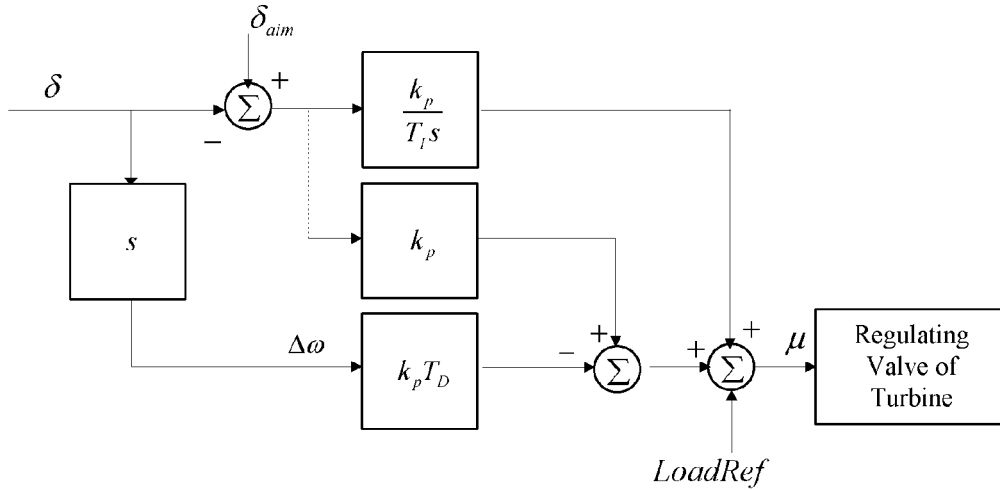 δ_aim
δ
+
Σ
−
k_p
T_I s
s
k_p
Δω
k_p T_D
+
−
Σ
+
+
Σ
μ
Regulating
Valve of
Turbine
LoadRef